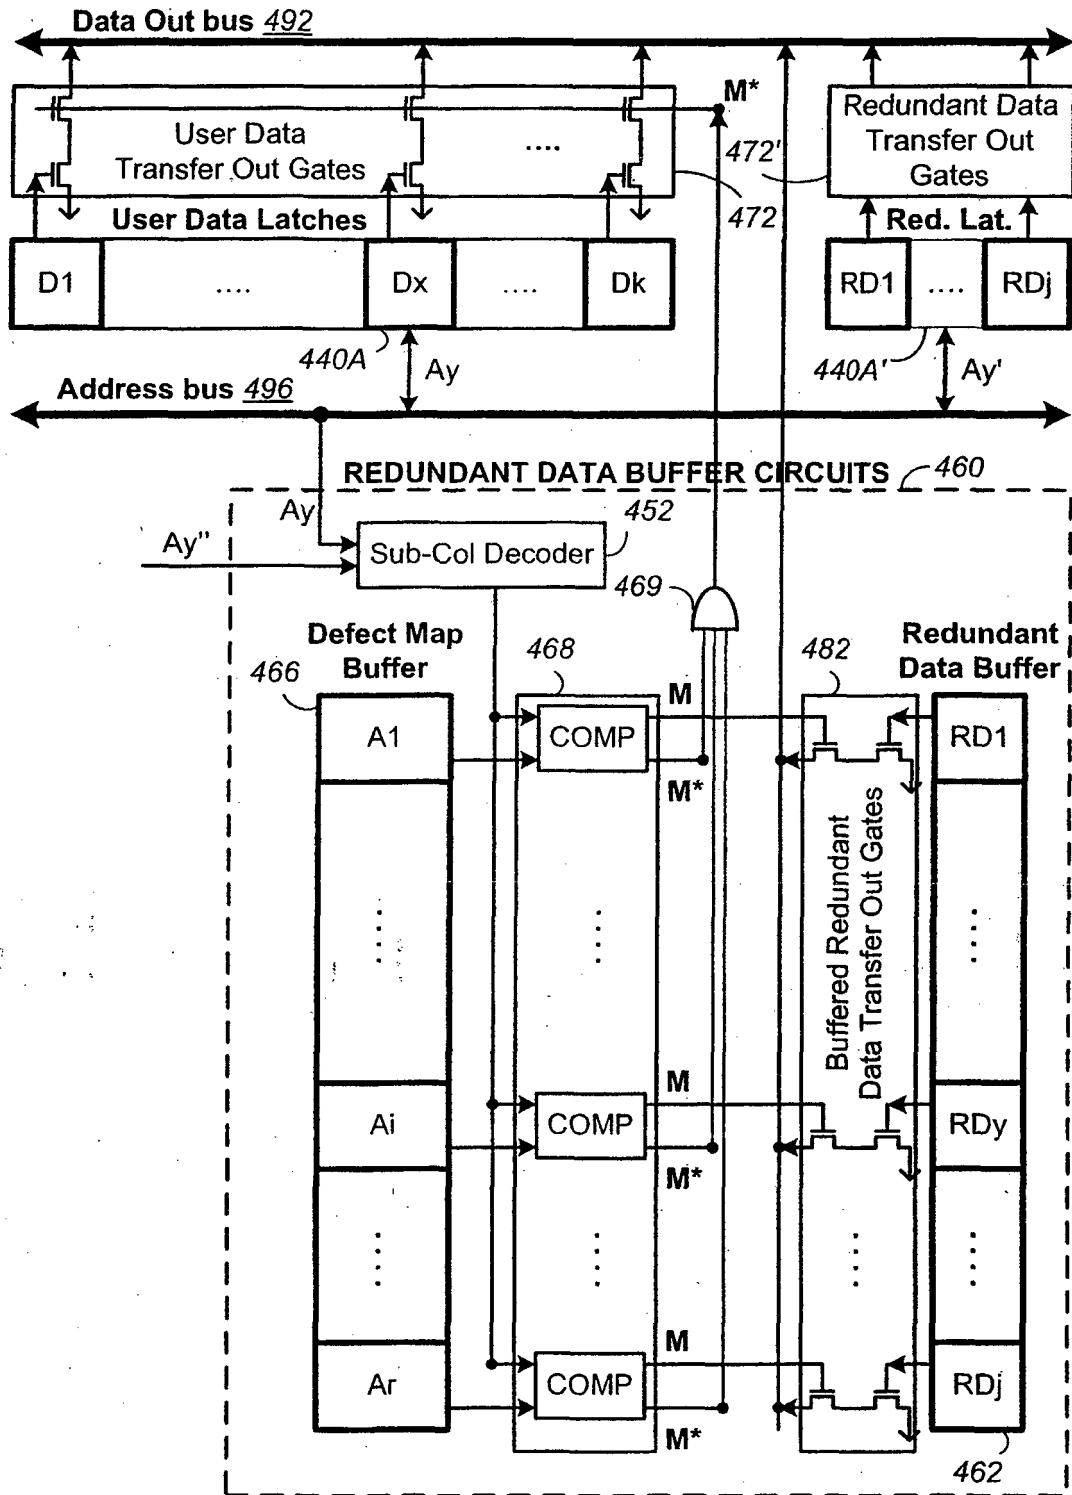 Data Out bus 492
M*
User Data
Transfer Out Gates
....
Redundant Data
Transfer Out
Gates
472'
472
User Data Latches
Red. Lat.
D1
....
Dx
....
Dk
RD1
....
RDj
440A
Ay
440A'
Ay'
Address bus 496
REDUNDANT DATA BUFFER CIRCUITS
460
Ay
Ay"
Sub-Col Decoder
452
469
Defect Map
Buffer
466
468
482
Redundant
Data Buffer
A1
COMP
M
M*
RD1
Buffered Redundant
Data Transfer Out Gates
....
....
....
Ai
COMP
M
M*
RDy
....
....
....
....
Ar
COMP
M
M*
RDj
462